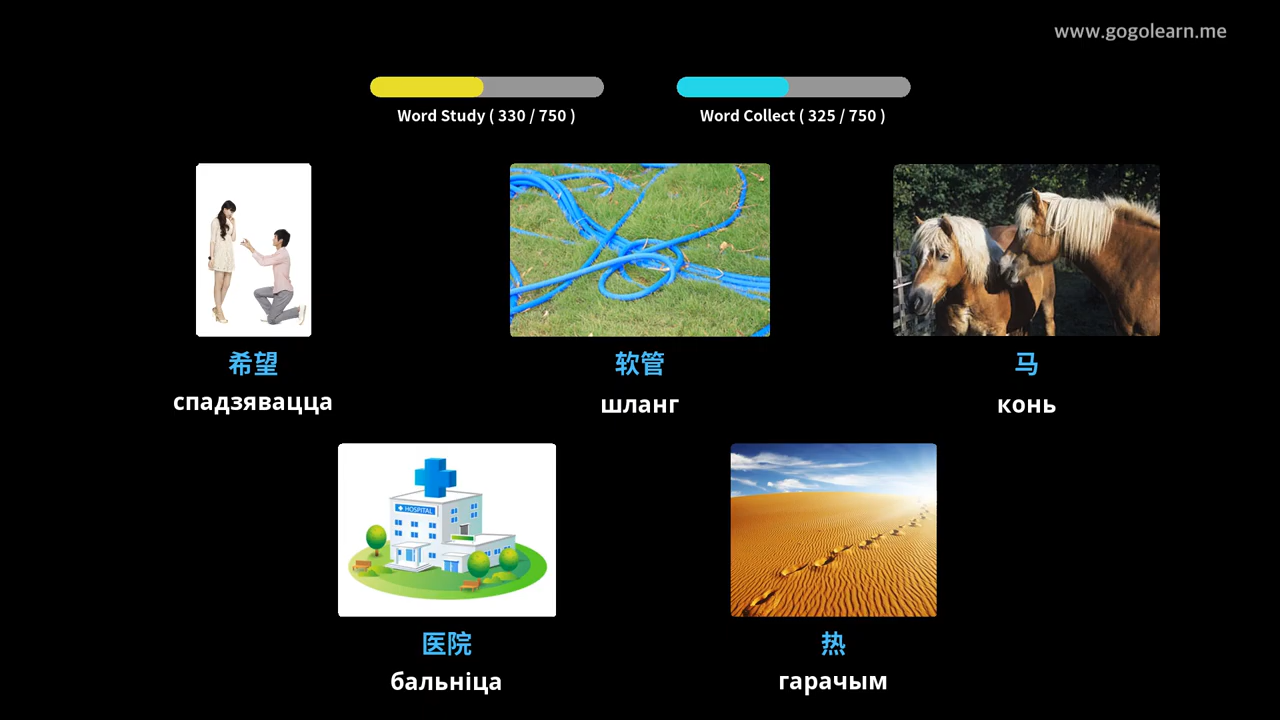 www.gogolearn.me
Word Study ( 330 / 750 )
Word Collect ( 325 / 750 )
希望
спадзявацца
软管
шланг
马
конь
HOSPITAL
医院
бальніца
热
гарачым